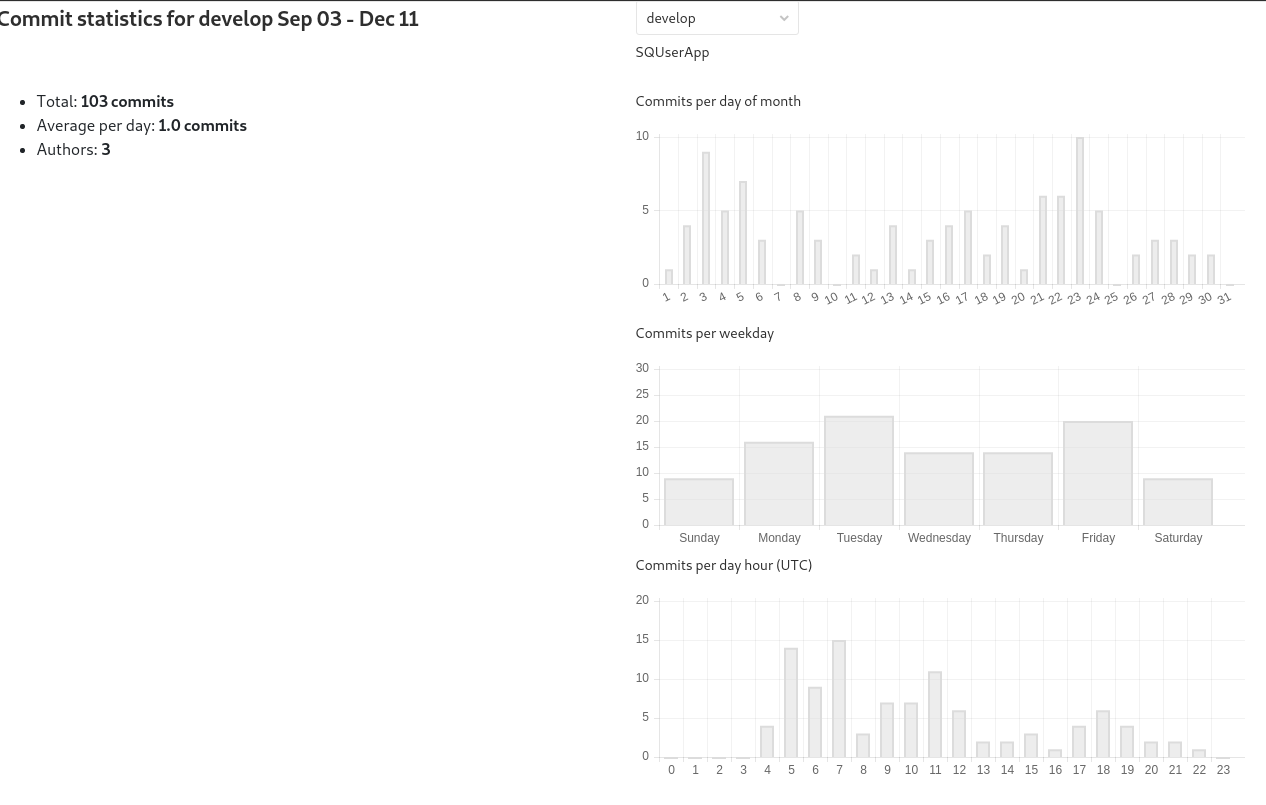 Commit statistics for develop Sep 03 - Dec 11
Total: 103 commits
Average per day: 1.0 commits
Authors: 3
develop
SQUserApp
Commits per day of month
10
5
0
1 2 3 4 5 6 7 8 9 10 11 12 13 14 15 16 17 18 19 20 21 22 23 24 25 26 27 28 29 30 31
Commits per weekday
30
25
20
15
10
5
0
Sunday Monday Tuesday Wednesday Thursday Friday Saturday
Commits per day hour (UTC)
20
15
10
5
0
0 1 2 3 4 5 6 7 8 9 10 11 12 13 14 15 16 17 18 19 20 21 22 23